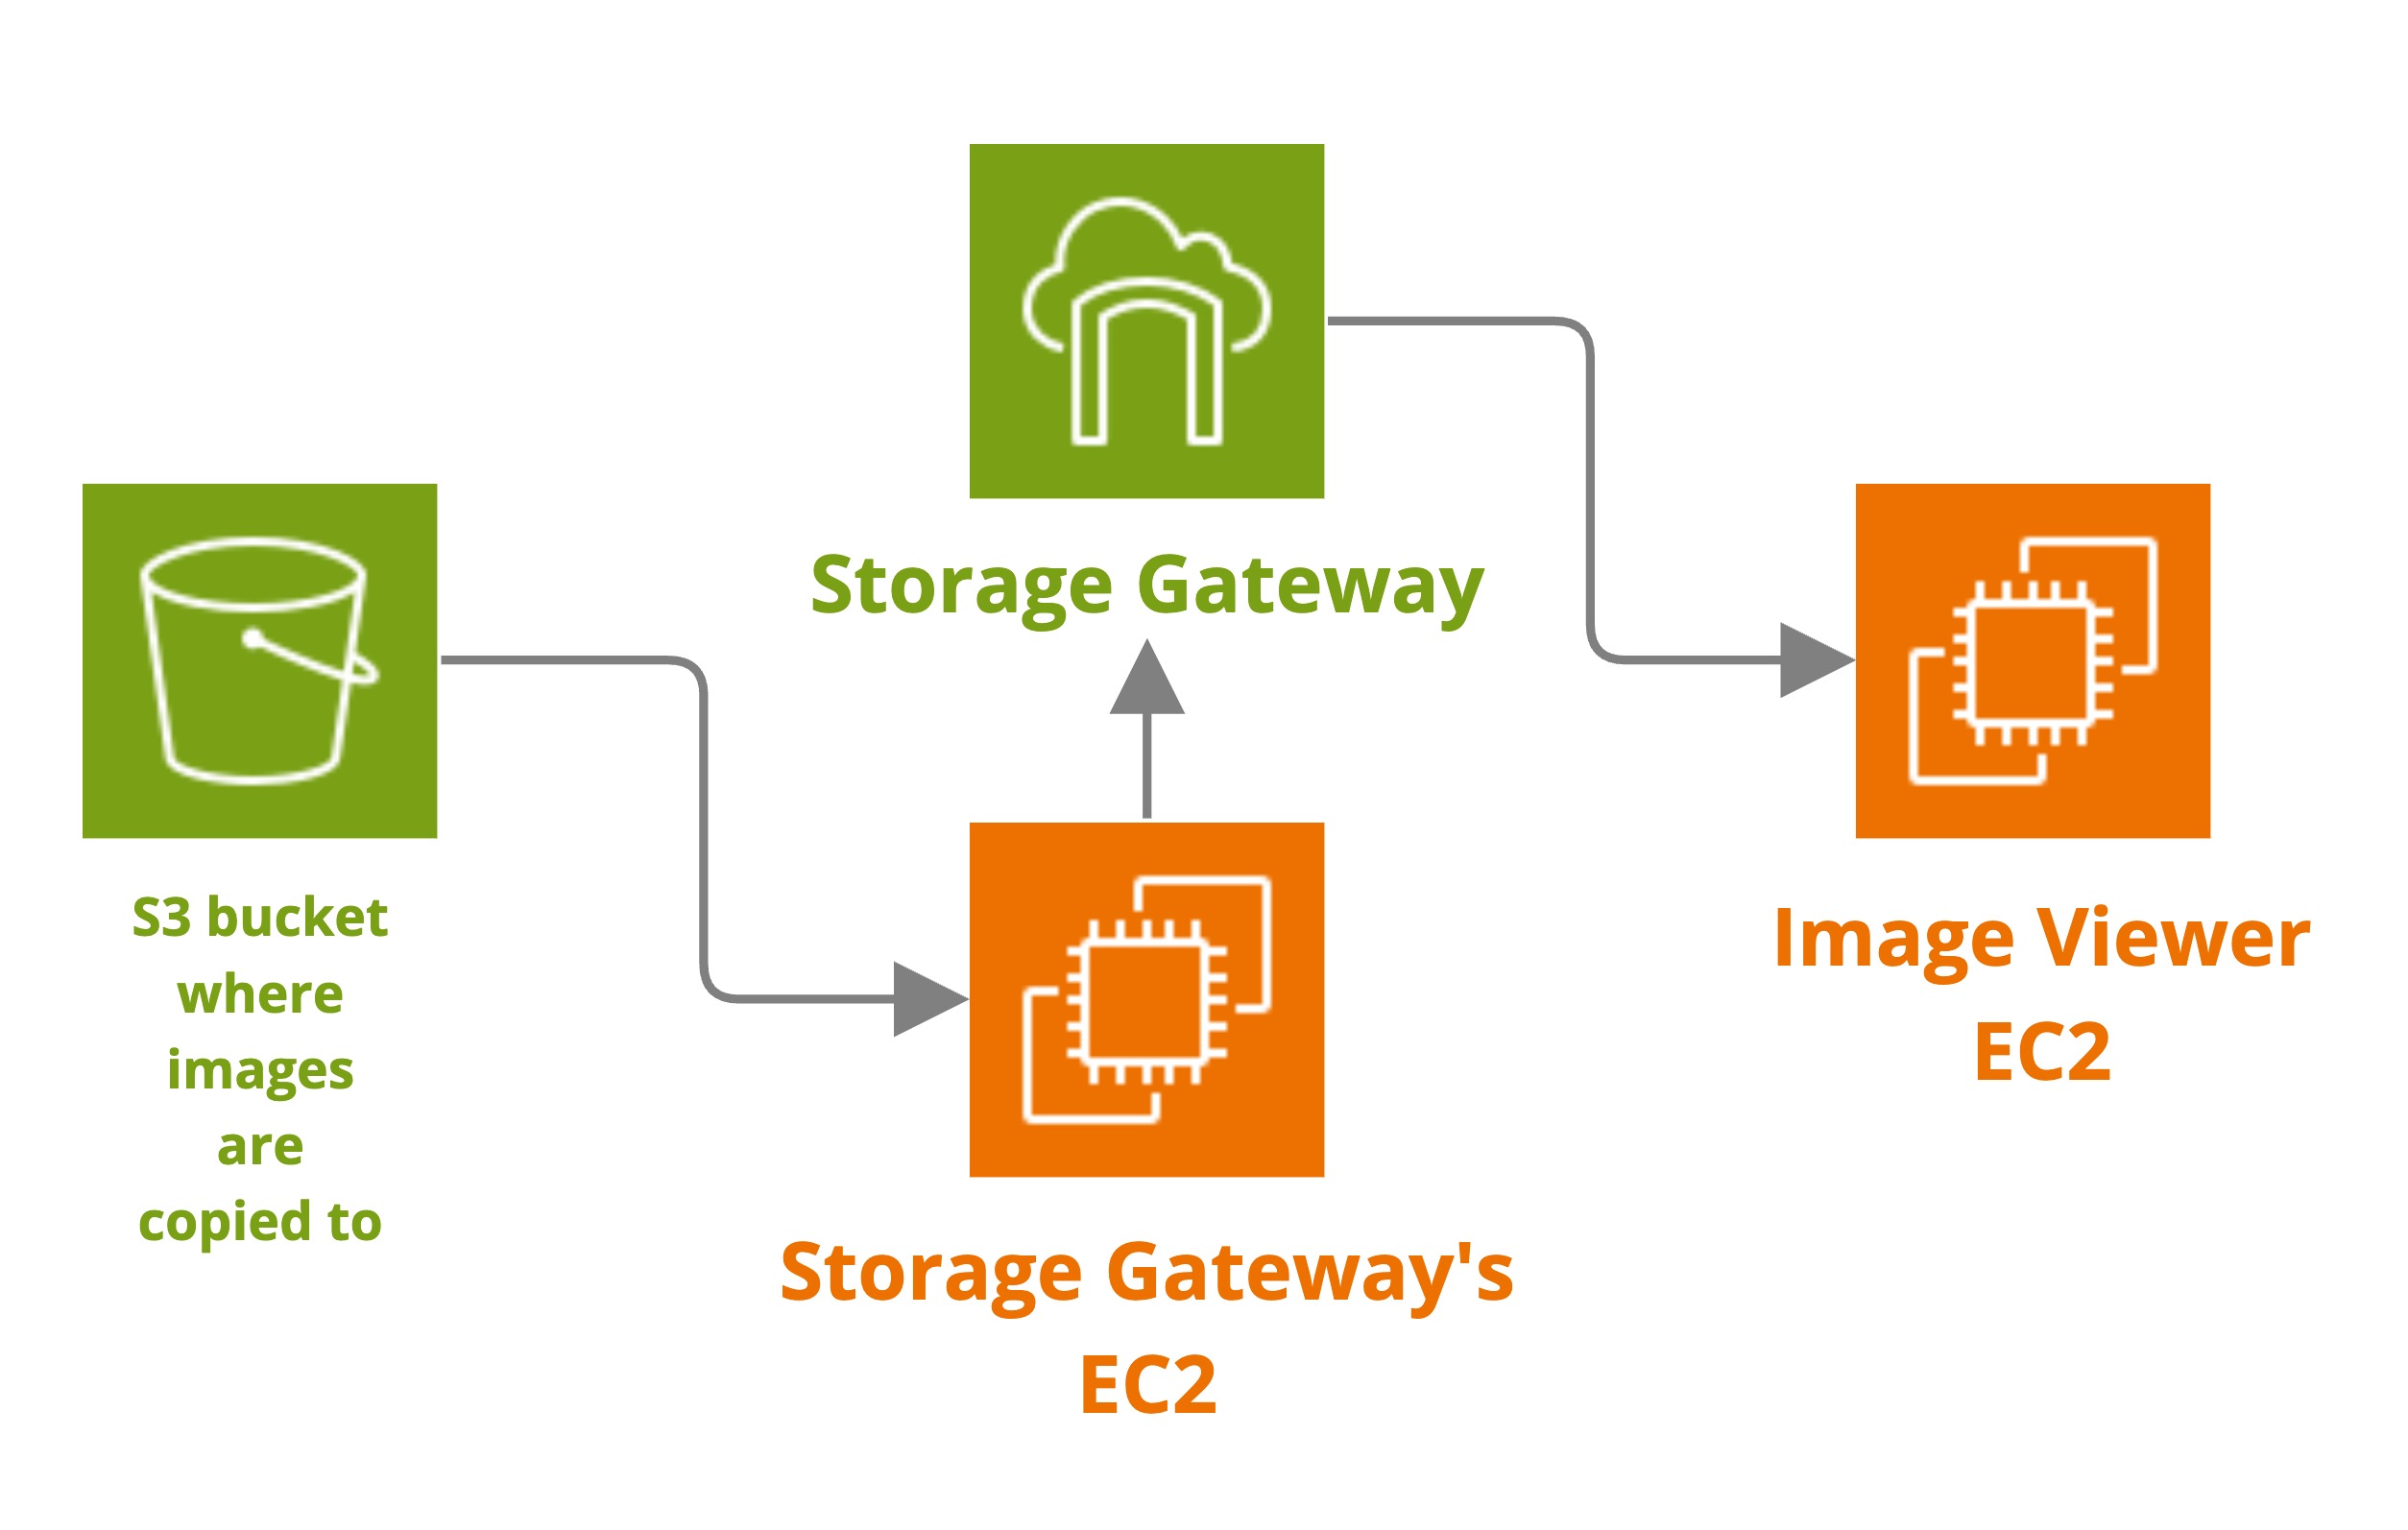 Storage Gateway
S3 bucket
where
images
are
copied to
Image Viewer
EC2
Storage Gateway's
EC2